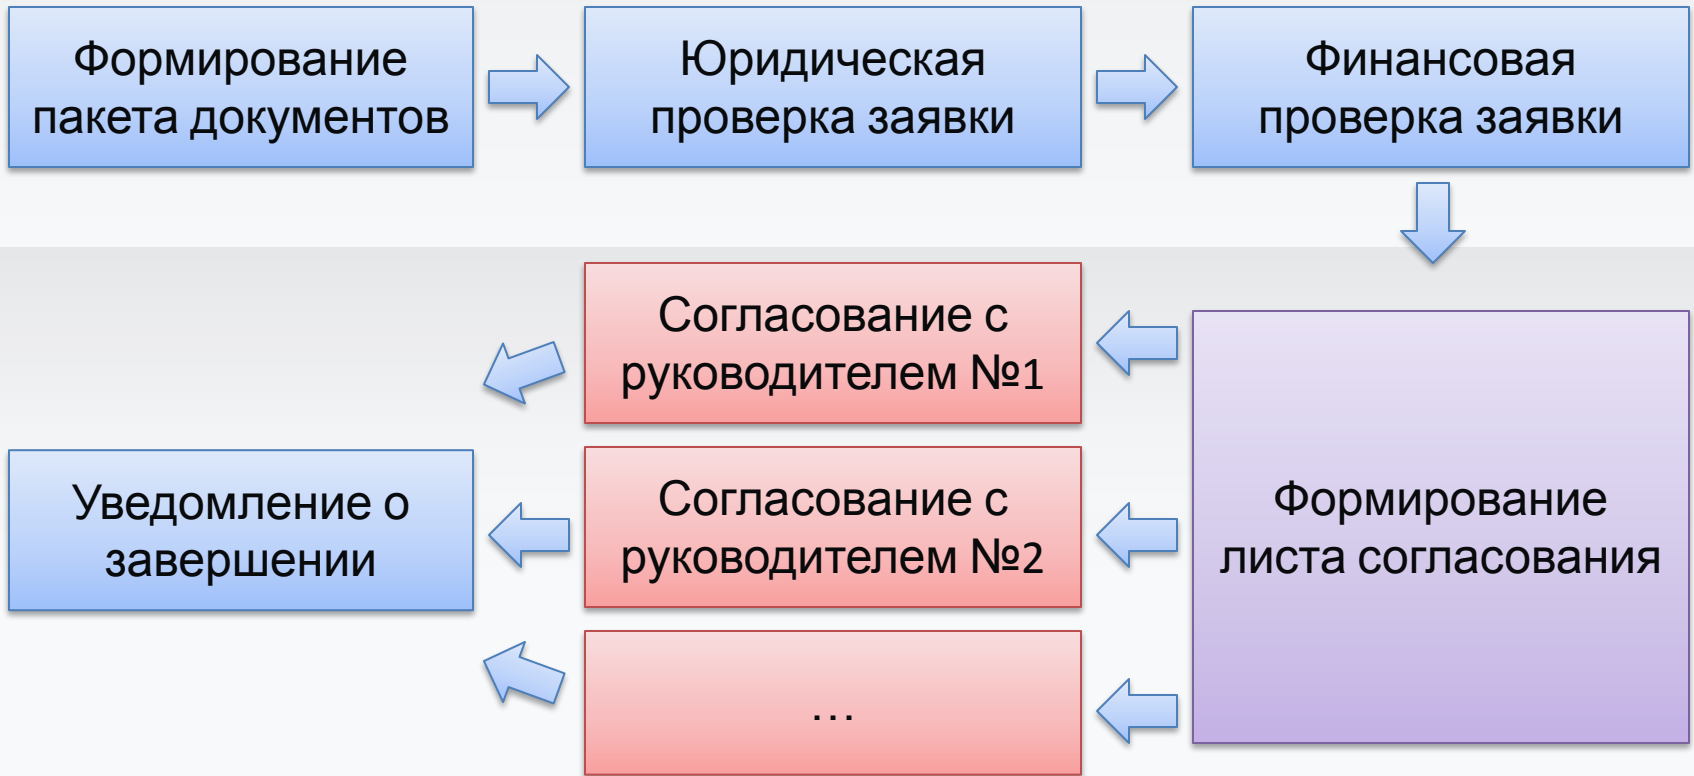 Формирование
пакета документов
Юридическая
проверка заявки
Финансовая
проверка заявки
Согласование с
руководителем №1
Согласование с
руководителем №2
…
Формирование
листа согласования
Уведомление о
завершении